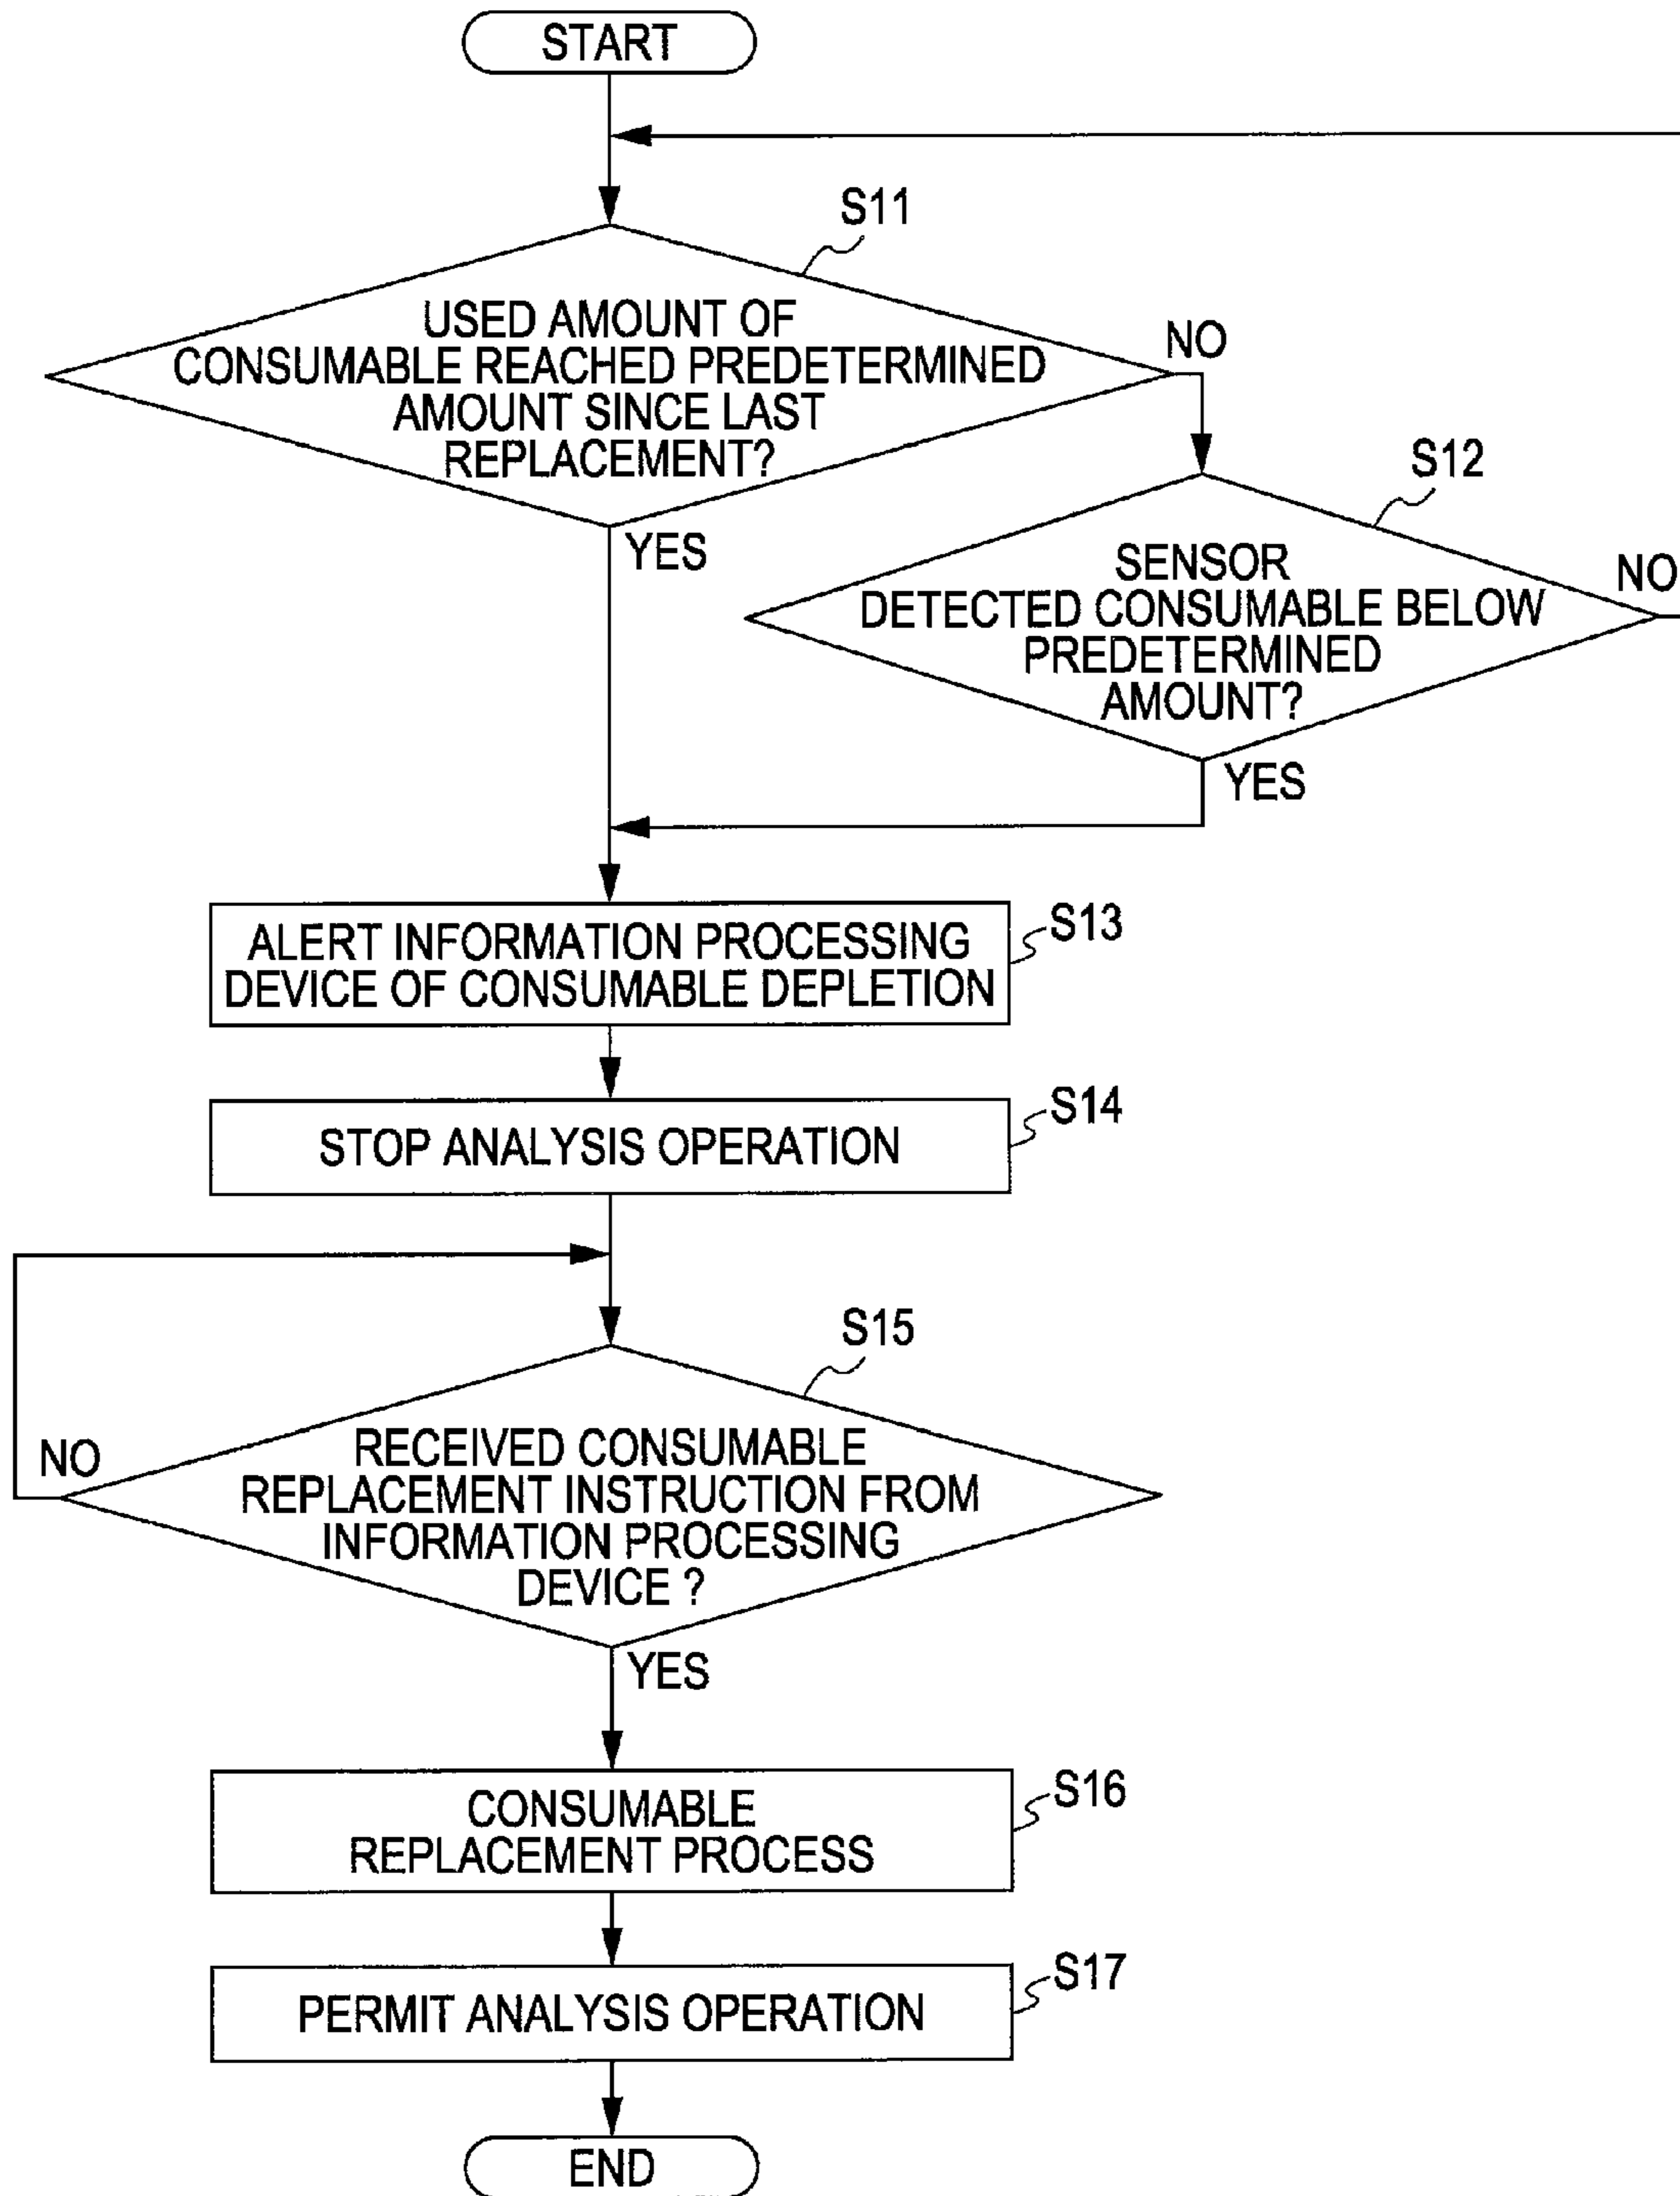 START
S11
USED AMOUNT OF
CONSUMABLE REACHED PREDETERMINED
AMOUNT SINCE LAST
REPLACEMENT?
NO
YES
S12
SENSOR
DETECTED CONSUMABLE BELOW
PREDETERMINED
AMOUNT?
NO
YES
S13
ALERT INFORMATION PROCESSING
DEVICE OF CONSUMABLE DEPLETION
S14
STOP ANALYSIS OPERATION
S15
RECEIVED CONSUMABLE
REPLACEMENT INSTRUCTION FROM
INFORMATION PROCESSING
DEVICE ?
NO
YES
S16
CONSUMABLE
REPLACEMENT PROCESS
S17
PERMIT ANALYSIS OPERATION
END